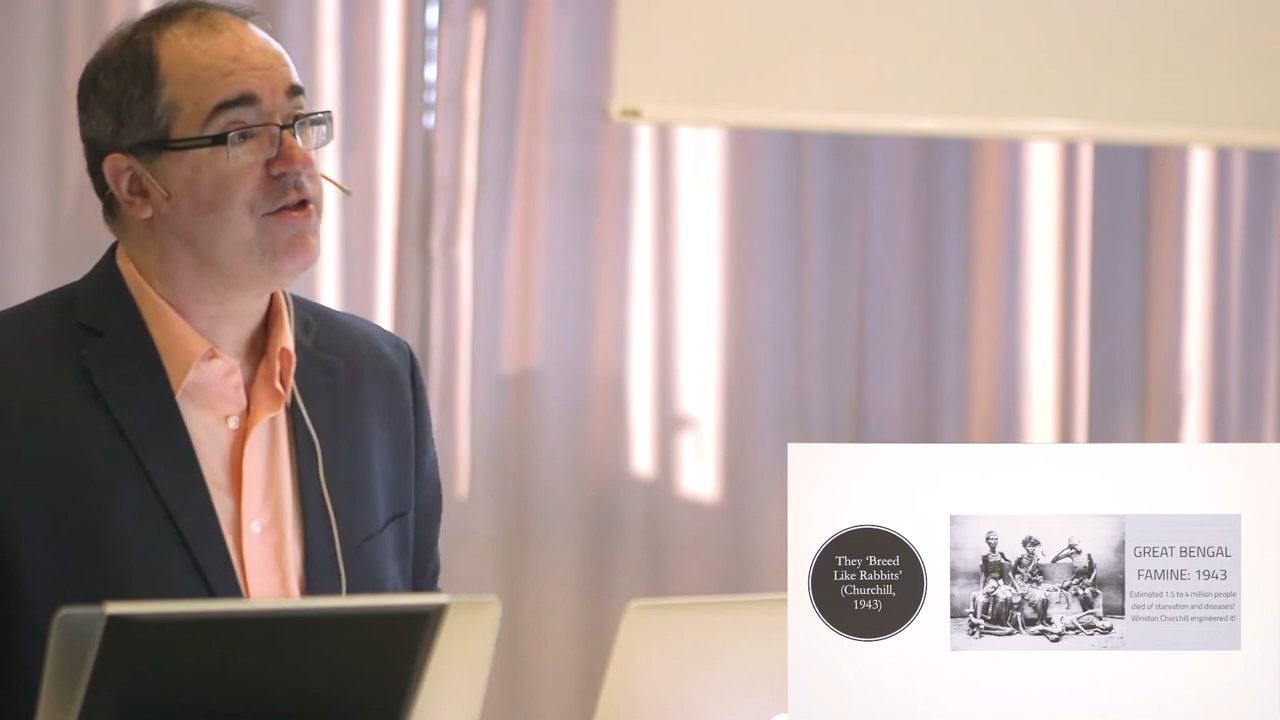 They ‘Breed
Like Rabbits’
(Churchill,
1943)
GREAT BENGAL
FAMINE: 1943
Estimated 1.5 to 4 million people
died of starvation and diseases!
Winston Churchill engineered it!